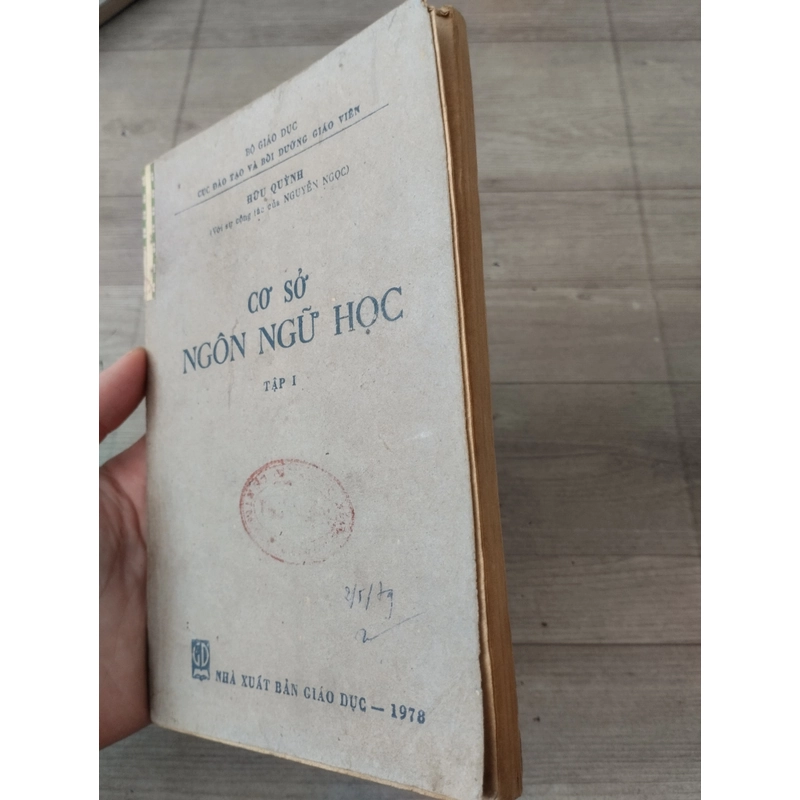 BỘ GIÁO DỤC
CỤC ĐÀO TẠO VÀ BỒI DƯỠNG GIÁO VIÊN
HỮU QUỲNH
(Với sự cộng tác của NGUYỄN NGỌC)
CƠ SỞ
NGÔN NGỮ HỌC
TẬP I
2/5/79
GD
NHÀ XUẤT BẢN GIÁO DỤC — 1978